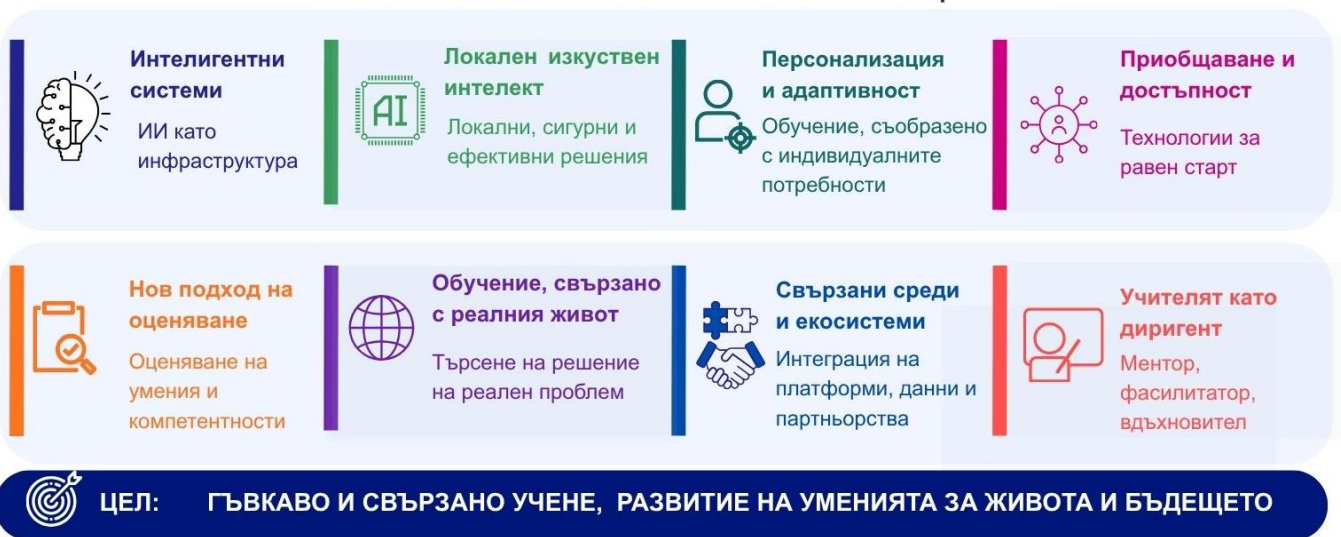 Интелигентни
системи
ИИ като
инфраструктура
Локален изкуствен
интелект
AI
Локални, сигурни и
ефективни решения
Персонализация
и адаптивност
Обучение, съобразено
с индивидуалните
потребности
Приобщаване и
достъпност
Технологии за
равен старт
Нов подход на
оценяване
Оценяване на
умения и
компетентности
Обучение, свързано
с реалния живот
Търсене на решение
на реален проблем
Свързани среди
и екосистеми
Интеграция на
платформи, данни и
партньорства
Учителят като
диригент
Ментор,
фасилитатор,
вдъхновител
ЦЕЛ: ГЪВКАВО И СВЪРЗАНО УЧЕНЕ, РАЗВИТИЕ НА УМЕНИЯТА ЗА ЖИВОТА И БЪДЕЩЕТО